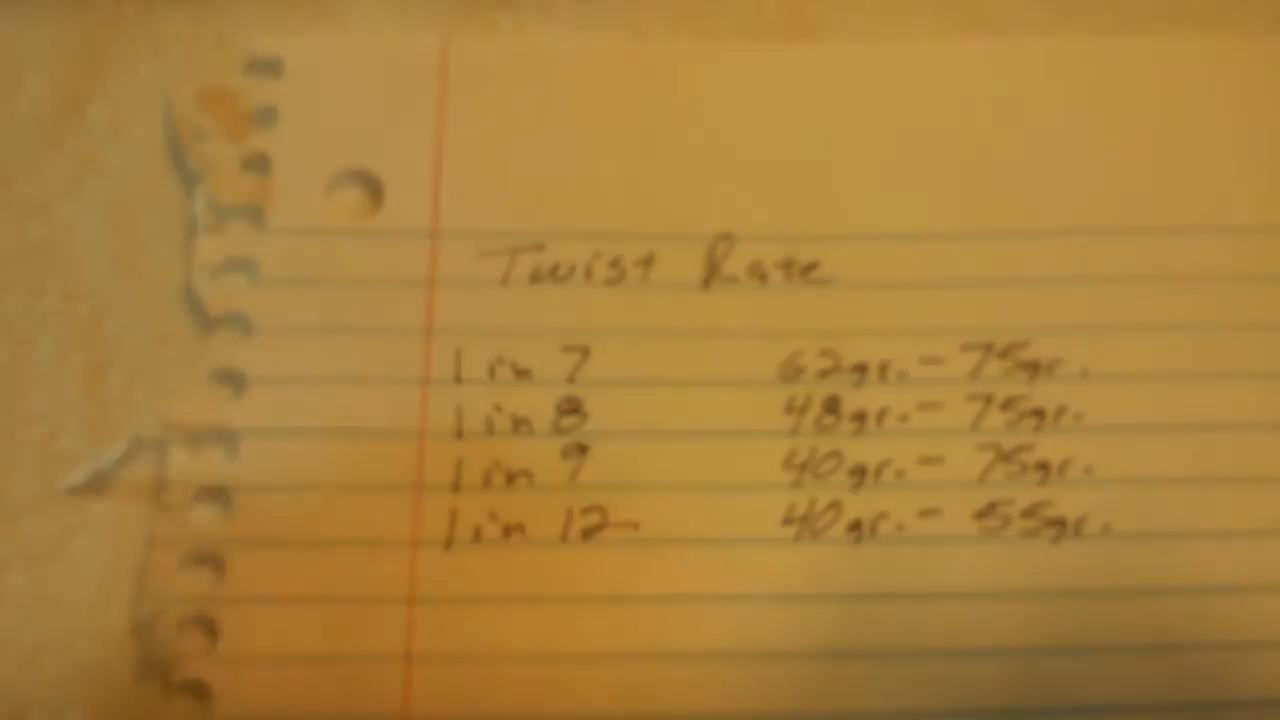 Twist Rate
1 in 7 62gr. - 75gr.
1 in 8 48gr. - 75gr.
1 in 9 40gr. - 75gr.
1 in 12 40gr. - 55gr.